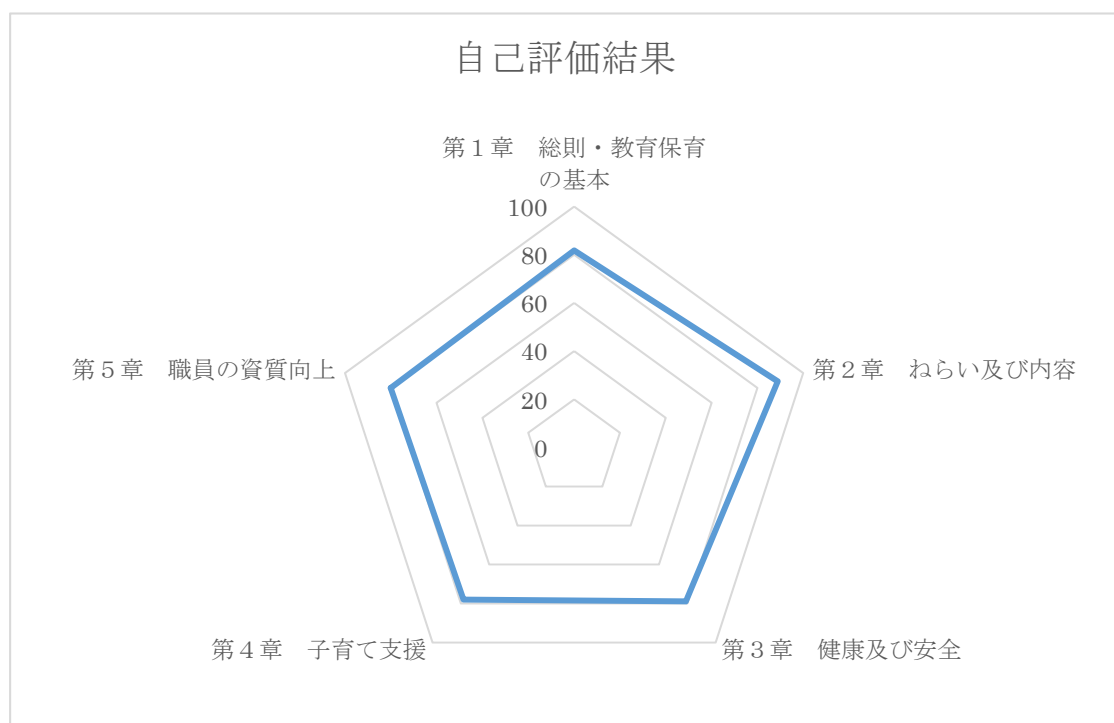 自己評価結果
第１章　総則・教育保育
の基本
100
80
60
40
20
0
第２章　ねらい及び内容
第３章　健康及び安全
第４章　子育て支援
第５章　職員の資質向上